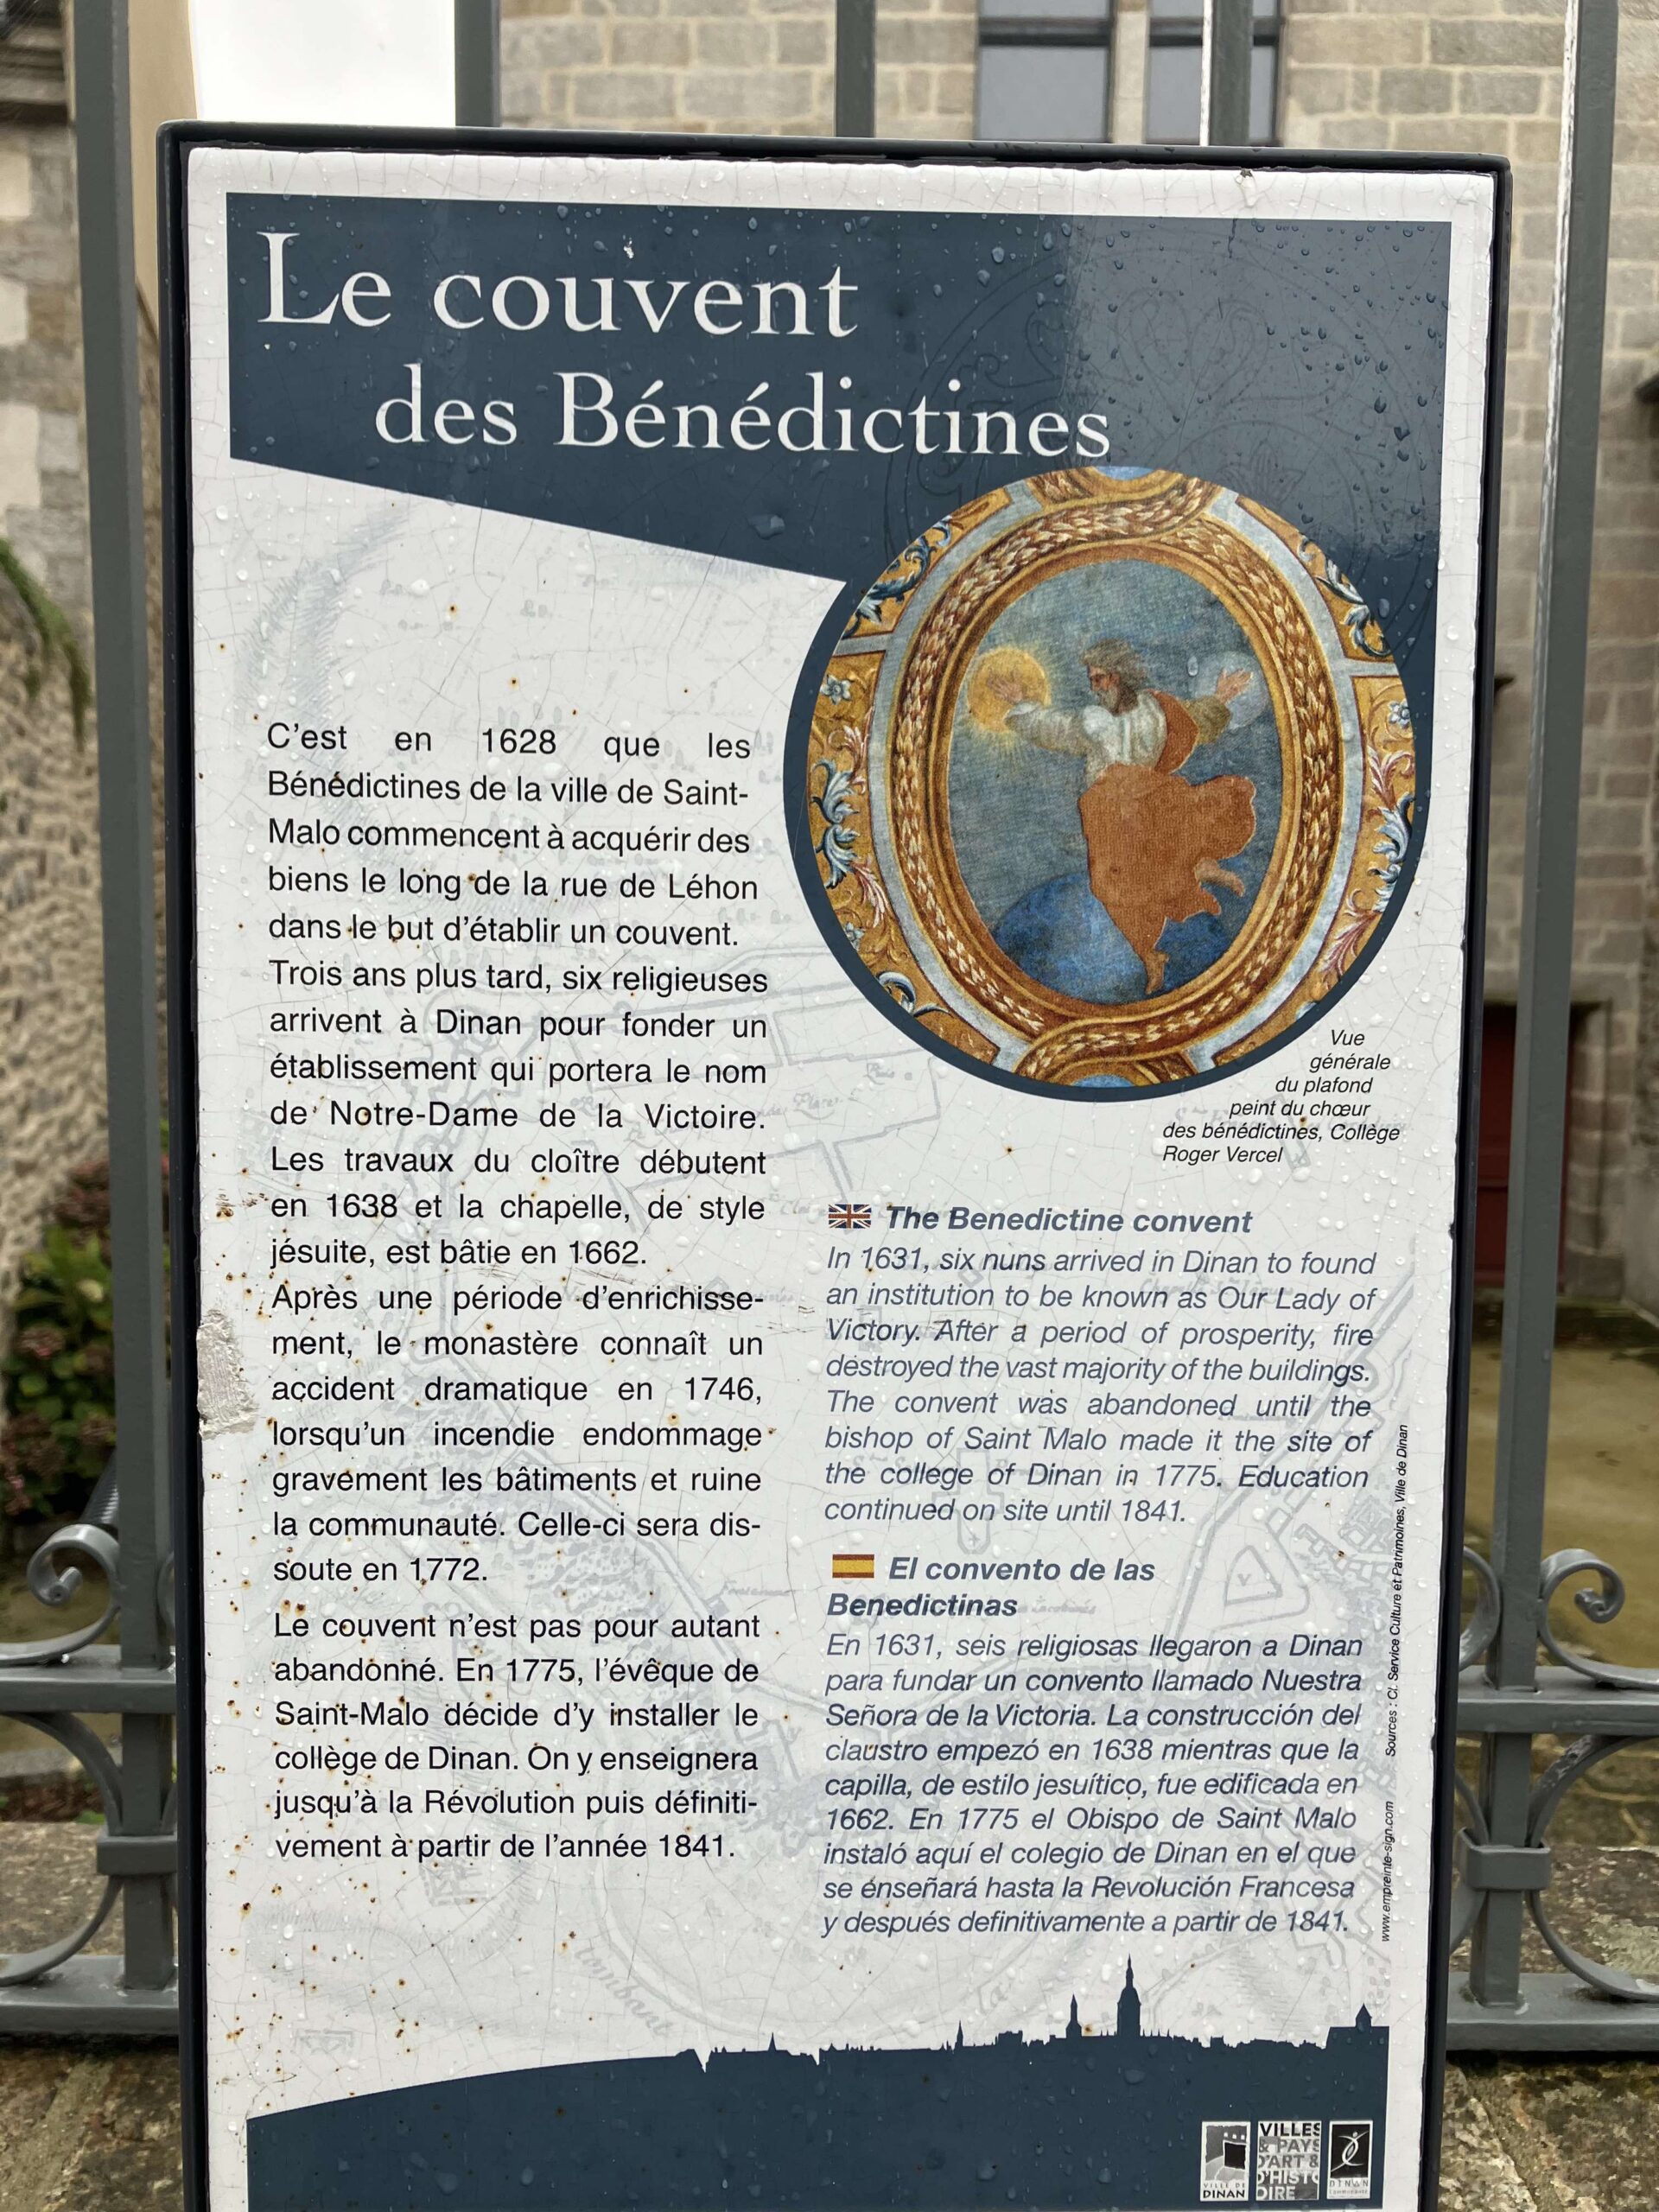 Le couvent
des Bénédictines
C'est en 1628 que les
Bénédictines de la ville de Saint-
Malo commencent à acquérir des
biens le long de la rue de Léhon
dans le but d'établir un couvent.
Trois ans plus tard, six religieuses
arrivent à Dinan pour fonder un
établissement qui portera le nom
de Notre-Dame de la Victoire.
Les travaux du cloître débutent
en 1638 et la chapelle, de style
jésuite, est bâtie en 1662.
Après une période d'enrichisse-
ment, le monastère connaît un
accident dramatique en 1746,
lorsqu'un incendie endommage
gravement les bâtiments et ruine
la communauté. Celle-ci sera dis-
soute en 1772.
Le couvent n'est pas pour autant
abandonné. En 1775, l'évêque de
Saint-Malo décide d'y installer le
collège de Dinan. On y enseignera
jusqu'à la Révolution puis définiti-
vement à partir de l'année 1841.
Vue
générale
du plafond
peint du chœur
des bénédictines, Collège
Roger Vercel
The Benedictine convent
In 1631, six nuns arrived in Dinan to found
an institution to be known as Our Lady of
Victory. After a period of prosperity, fire
destroyed the vast majority of the buildings.
The convent was abandoned until the
bishop of Saint Malo made it the site of
the college of Dinan in 1775. Education
continued on site until 1841.
El convento de las
Benedictinas
En 1631, seis religiosas llegaron a Dinan
para fundar un convento llamado Nuestra
Señora de la Victoria. La construcción del
claustro empezó en 1638 mientras que la
capilla, de estilo jesuítico, fue edificada en
1662. En 1775 el Obispo de Saint Malo
instaló aquí el colegio de Dinan en el que
se enseñará hasta la Revolución Francesa
y después definitivamente a partir de 1841.
www.empreinte-sign.com Sources : Cl. Service Culture et Patrimoines, Ville de Dinan
VILLE DE
DINAN
VILLES
& PAYS
D'ART &
D'HISTO
OIRE
DINAN